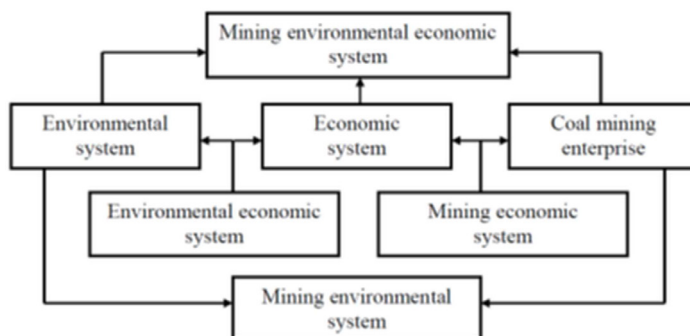 Mining environmental economic
system
Environmental
system
Economic
system
Coal mining
enterprise
Environmental economic
system
Mining economic
system
Mining environmental system
system